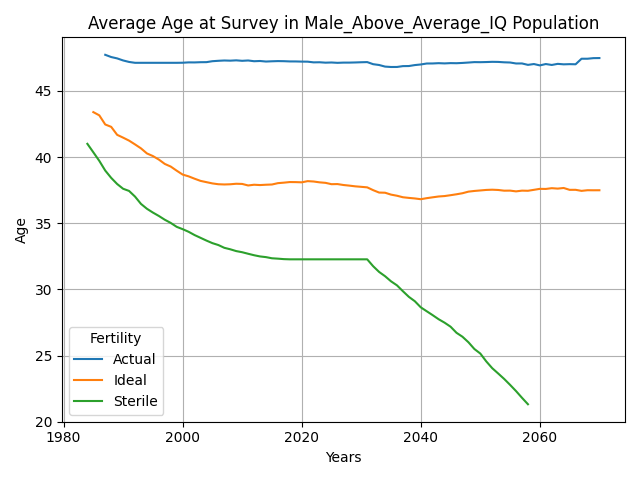 Average Age at Survey in Male_Above_Average_IQ Population
Age
45
40
35
30
25
20
Fertility
Actual
Ideal
Sterile
1980
2000
2020
2040
2060
Years